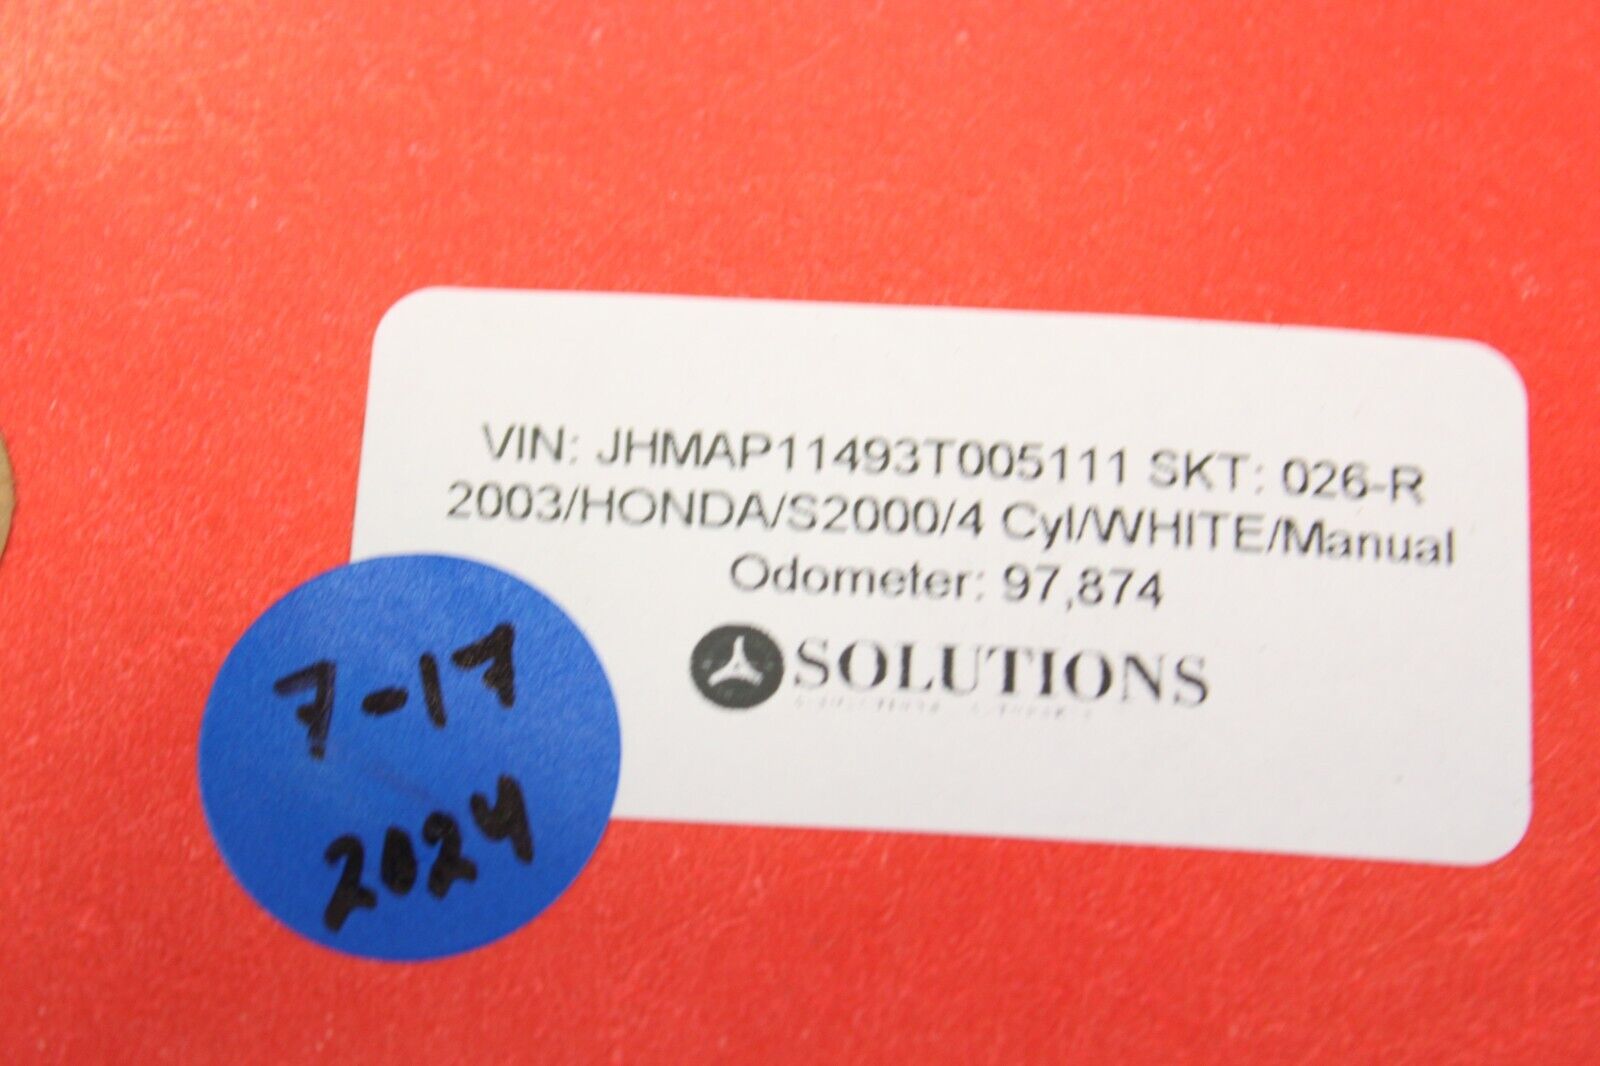 VIN: JHMAP11493T005111 SKT: 026-R
2003/HONDA/S2000/4 Cyl/WHITE/Manual
Odometer: 97,874
SOLUTIONS
7-17
2024